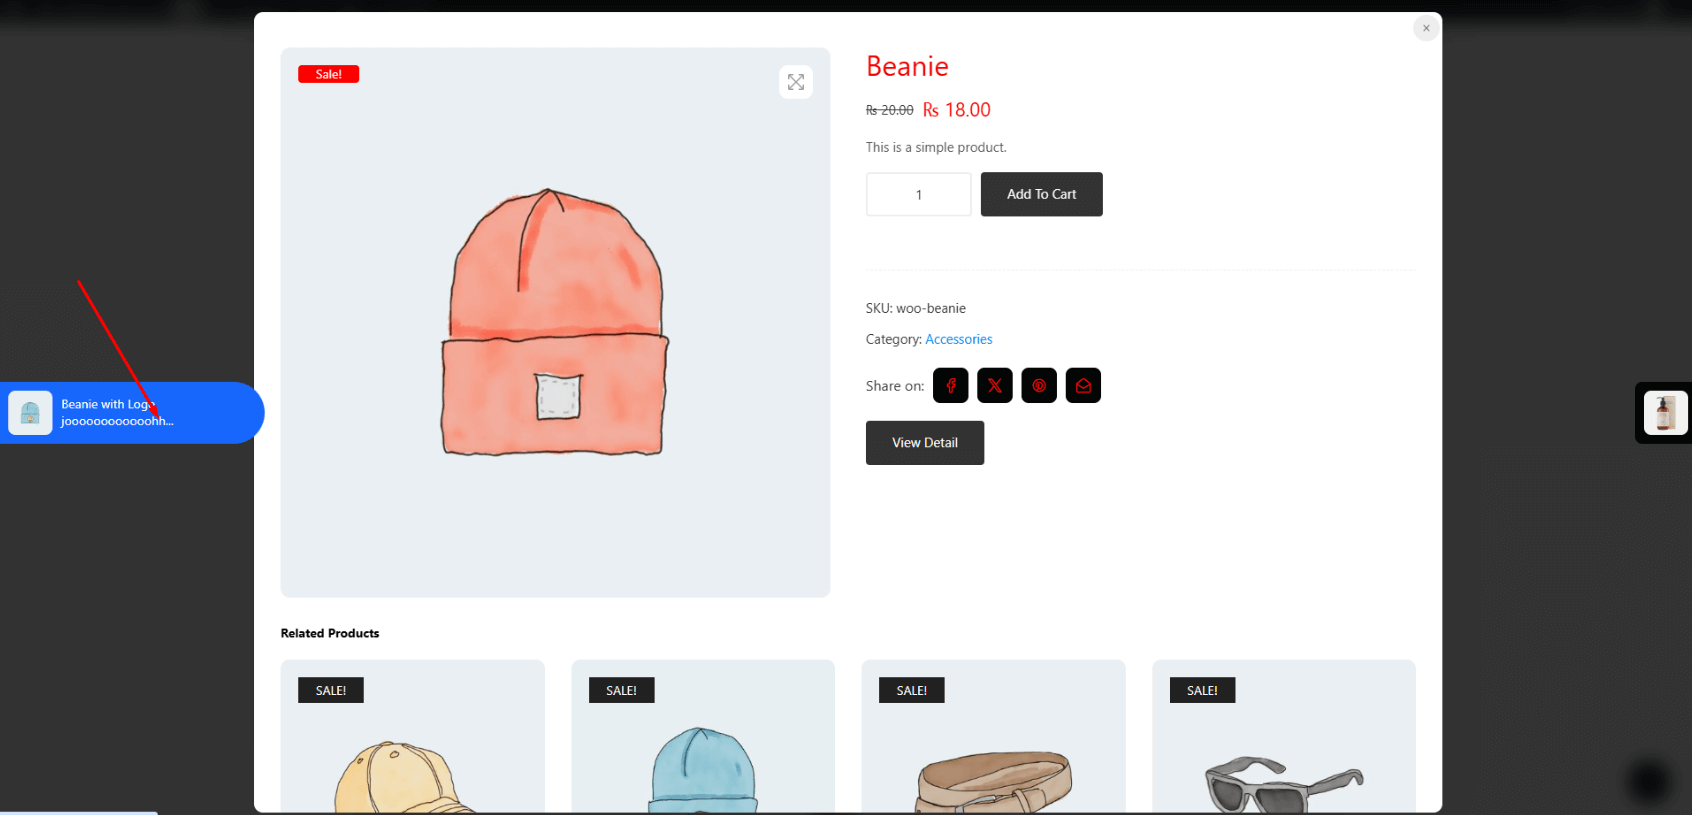 Sale!
Beanie
₨ 20.00 ₨ 18.00
This is a simple product.
1
Add To Cart
SKU: woo-beanie
Category: Accessories
Share on:
View Detail
Beanie with Logo
joooooooooooohh...
Related Products
SALE!
SALE!
SALE!
SALE!